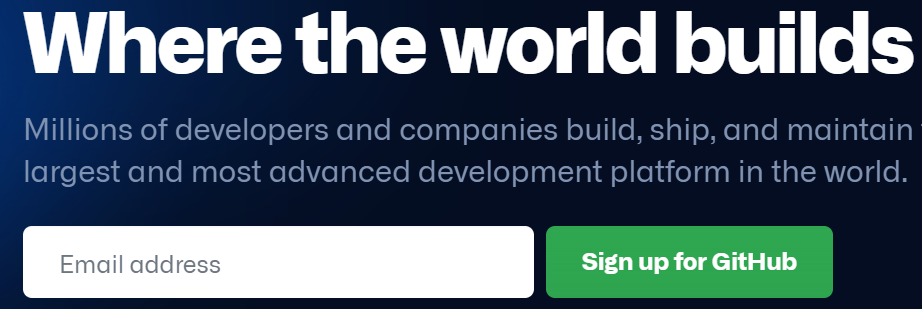 Where the world builds
Millions of developers and companies build, ship, and maintain
largest and most advanced development platform in the world.
Email address
Sign up for GitHub